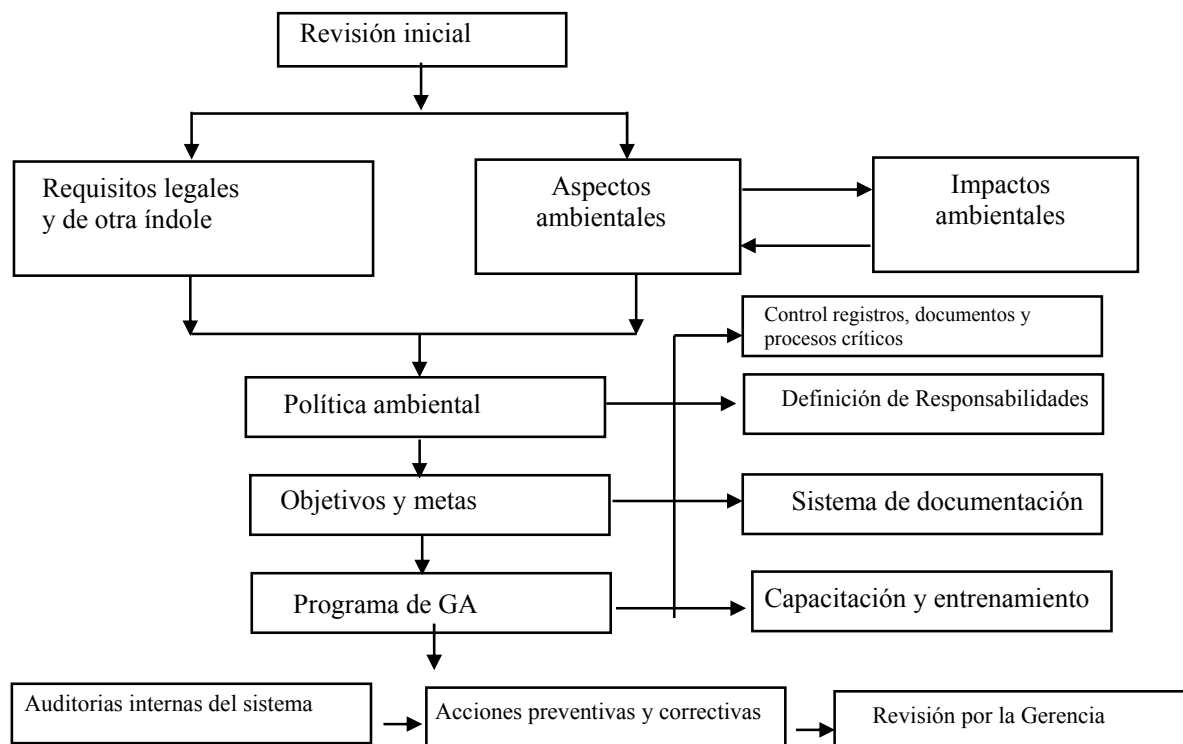 Revisión inicial
Requisitos legales
y de otra índole
Aspectos
ambientales
Impactos
ambientales
Control registros, documentos y
procesos críticos
Política ambiental
Definición de Responsabilidades
Objetivos y metas
Sistema de documentación
Programa de GA
Capacitación y entrenamiento
Auditorias internas del sistema
Acciones preventivas y correctivas
Revisión por la Gerencia